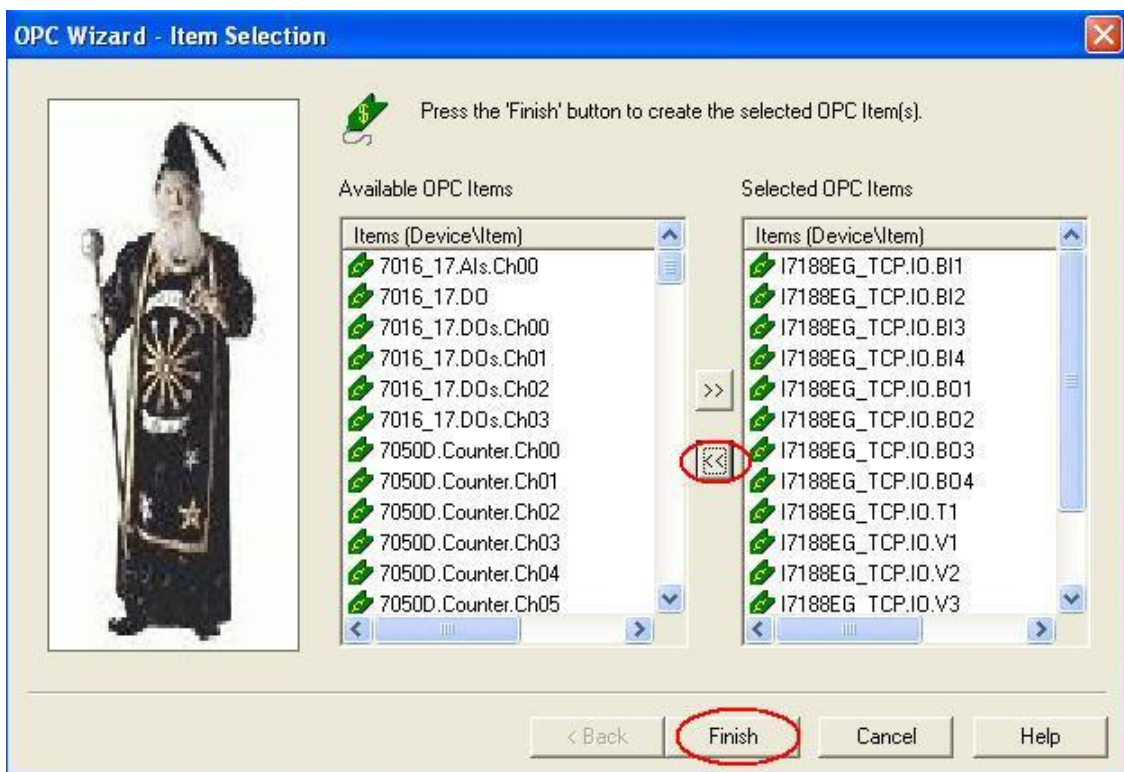 OPC Wizard - Item Selection
Press the 'Finish' button to create the selected OPC Item(s).
Available OPC Items
Items (Device\Item)
7016_17.AIs.Ch00
7016_17.DO
7016_17.DOs.Ch00
7016_17.DOs.Ch01
7016_17.DOs.Ch02
7016_17.DOs.Ch03
7050D.Counter.Ch00
7050D.Counter.Ch01
7050D.Counter.Ch02
7050D.Counter.Ch03
7050D.Counter.Ch04
7050D.Counter.Ch05
>>
<<
Selected OPC Items
Items (Device\Item)
I7188EG_TCP.IO.BI1
I7188EG_TCP.IO.BI2
I7188EG_TCP.IO.BI3
I7188EG_TCP.IO.BI4
I7188EG_TCP.IO.BO1
I7188EG_TCP.IO.BO2
I7188EG_TCP.IO.BO3
I7188EG_TCP.IO.BO4
I7188EG_TCP.IO.T1
I7188EG_TCP.IO.V1
I7188EG_TCP.IO.V2
I7188EG_TCP.IO.V3
< Back
Finish
Cancel
Help